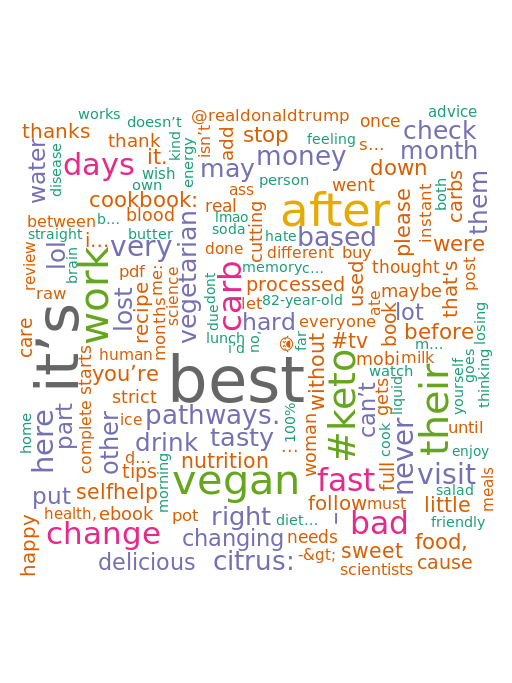 works
advice
doesn’t
@realdonaldtrump
once
thanks
thank
isn’t
kind
add
stop
feeling
s…
check
month
water
disease
days
it.
wish
own
energy
may
money
down
carbs
both
them
cookbook:
ass
person
went
real
cutting
after
please
instant
between
b…
blood
lmao
soda
hate
based
were
straight
butter
i…
very
vegetarian
done
different
buy
that's
post
review
lol
brain
work
lost
recipe
pdf
me:
months
science
memory
c…
thought
raw
due
dont
carb
let
processed
82-year-old
used
ate
maybe
lot
book
before
losing
it’s
hard
everyone
care
human
lunch
i'd
no,
far
#tv
m…
without
mobi
milk
goes
thinking
starts
you’re
best
#keto
watch
yourself
complete
strict
can’t
gets
liquid
their
home
here
part
other
ice
pathways.
100%
cook
never
until
drink
tasty
…
woman
enjoy
d…
tips
nutrition
full
visit
morning
vegan
fast
salad
meals
put
selfhelp
follow
must
little
health,
ebook
pot
right
diet…
i
bad
friendly
happy
change
changing
needs
food,
delicious
citrus:
-&gt;
sweet
cause
scientists